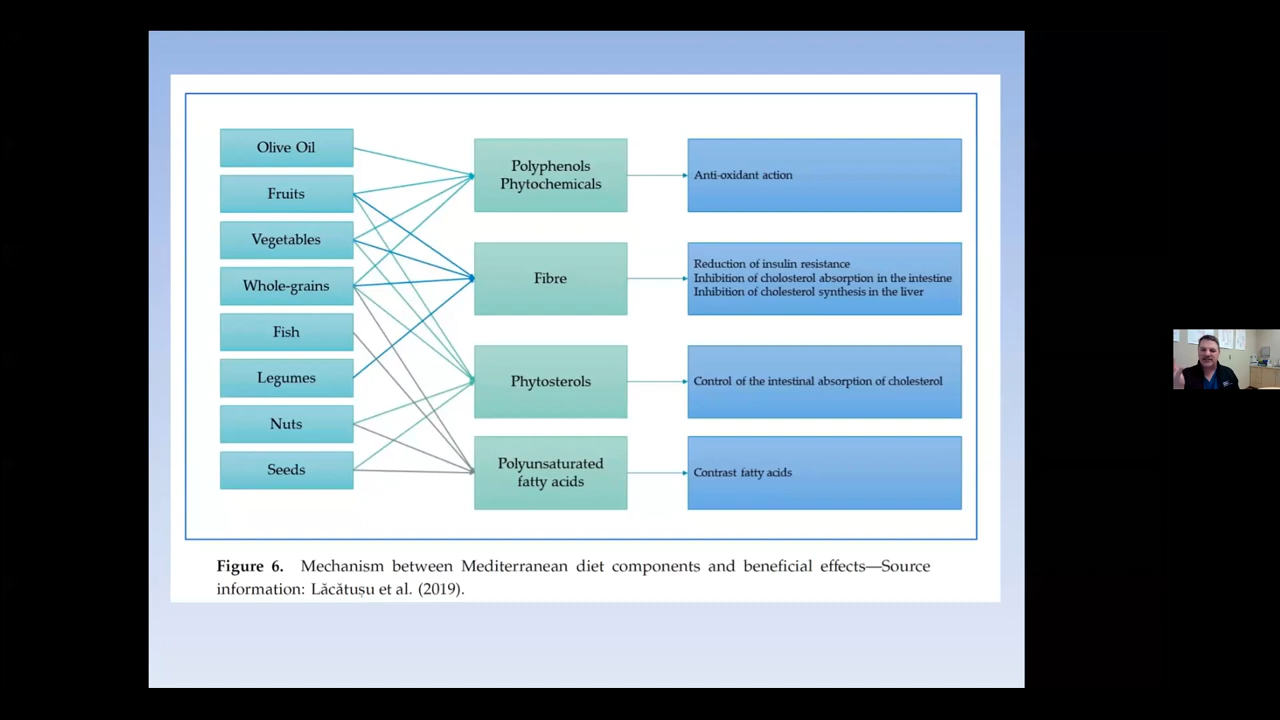 Olive Oil
Fruits
Vegetables
Whole-grains
Fish
Legumes
Nuts
Seeds
Polyphenols
Phytochemicals
Fibre
Phytosterols
Polyunsaturated
fatty acids
Anti-oxidant action
Reduction of insulin resistance
Inhibition of cholosterol absorption in the intestine
Inhibition of cholesterol synthesis in the liver
Control of the intestinal absorption of cholesterol
Contrast fatty acids
Figure 6. Mechanism between Mediterranean diet components and beneficial effects—Source
information: Lăcătușu et al. (2019).